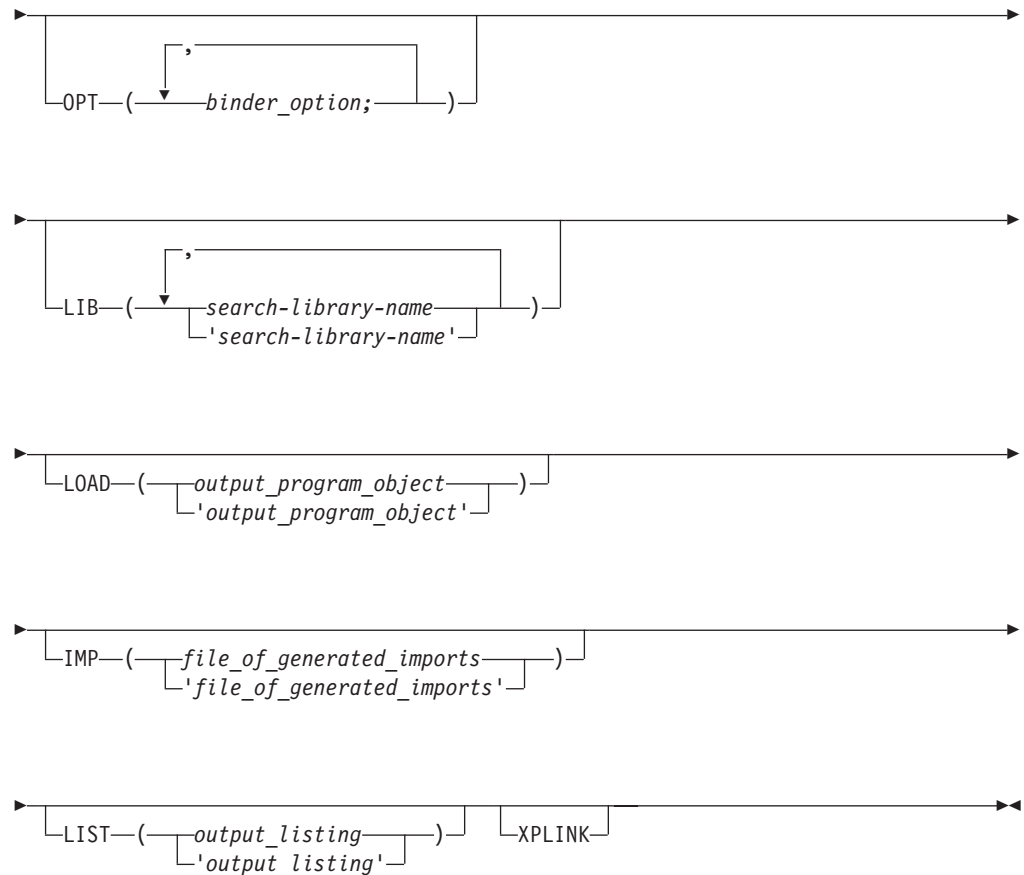 ,
OPT ( binder_option; )
,
LIB ( search-library-name )
'search-library-name'
LOAD ( output_program_object )
'output_program_object'
IMP ( file_of_generated_imports )
'file_of_generated_imports'
LIST ( output_listing ) XPLINK
'output listing'